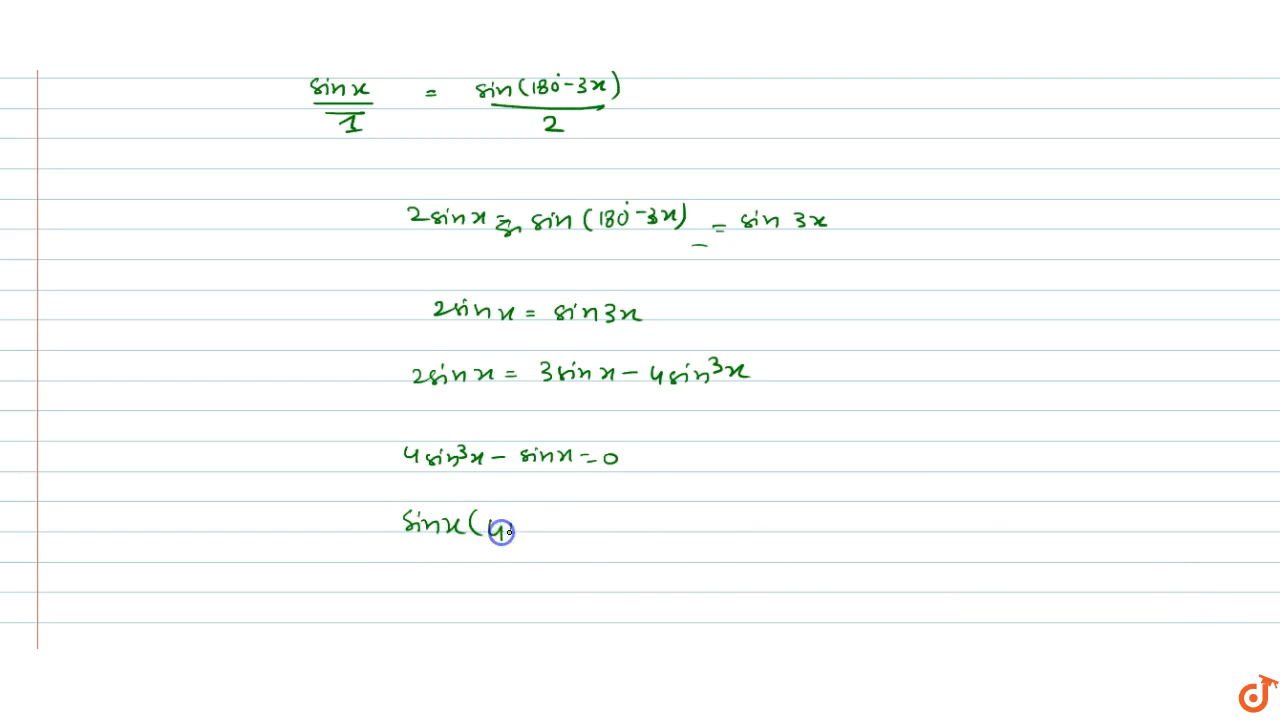 sin x / 1 = sin(180° - 3x) / 2
2 sin x = sin(180° - 3x) = sin 3x
2 sin x = sin 3x
2 sin x = 3 sin x - 4 sin³x
4 sin³x - sin x = 0
sin x (4